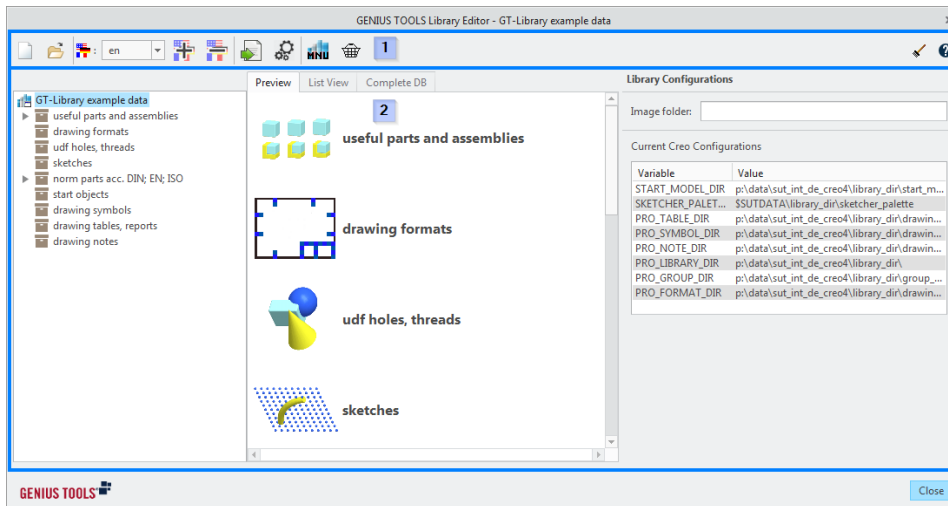 GENIUS TOOLS Library Editor - GT-Library example data
: en MNU 1
Preview List View Complete DB
Library Configurations
GT-Library example data
useful parts and assemblies
drawing formats
udf holes, threads
sketches
norm parts acc. DIN; EN; ISO
start objects
drawing symbols
drawing tables, reports
drawing notes
2
useful parts and assemblies
drawing formats
udf holes, threads
sketches
Image folder:
Current Creo Configurations
Variable Value
START_MODEL_DIR p:\data\sut_int_de_creo4\library_dir\start_m...
SKETCHER_PALET... $SUTDATA\library_dir\sketcher_palette
PRO_TABLE_DIR p:\data\sut_int_de_creo4\library_dir\drawin...
PRO_SYMBOL_DIR p:\data\sut_int_de_creo4\library_dir\drawin...
PRO_NOTE_DIR p:\data\sut_int_de_creo4\library_dir\drawin...
PRO_LIBRARY_DIR p:\data\sut_int_de_creo4\library_dir\
PRO_GROUP_DIR p:\data\sut_int_de_creo4\library_dir\group_...
PRO_FORMAT_DIR p:\data\sut_int_de_creo4\library_dir\drawin...
GENIUS TOOLS
Close